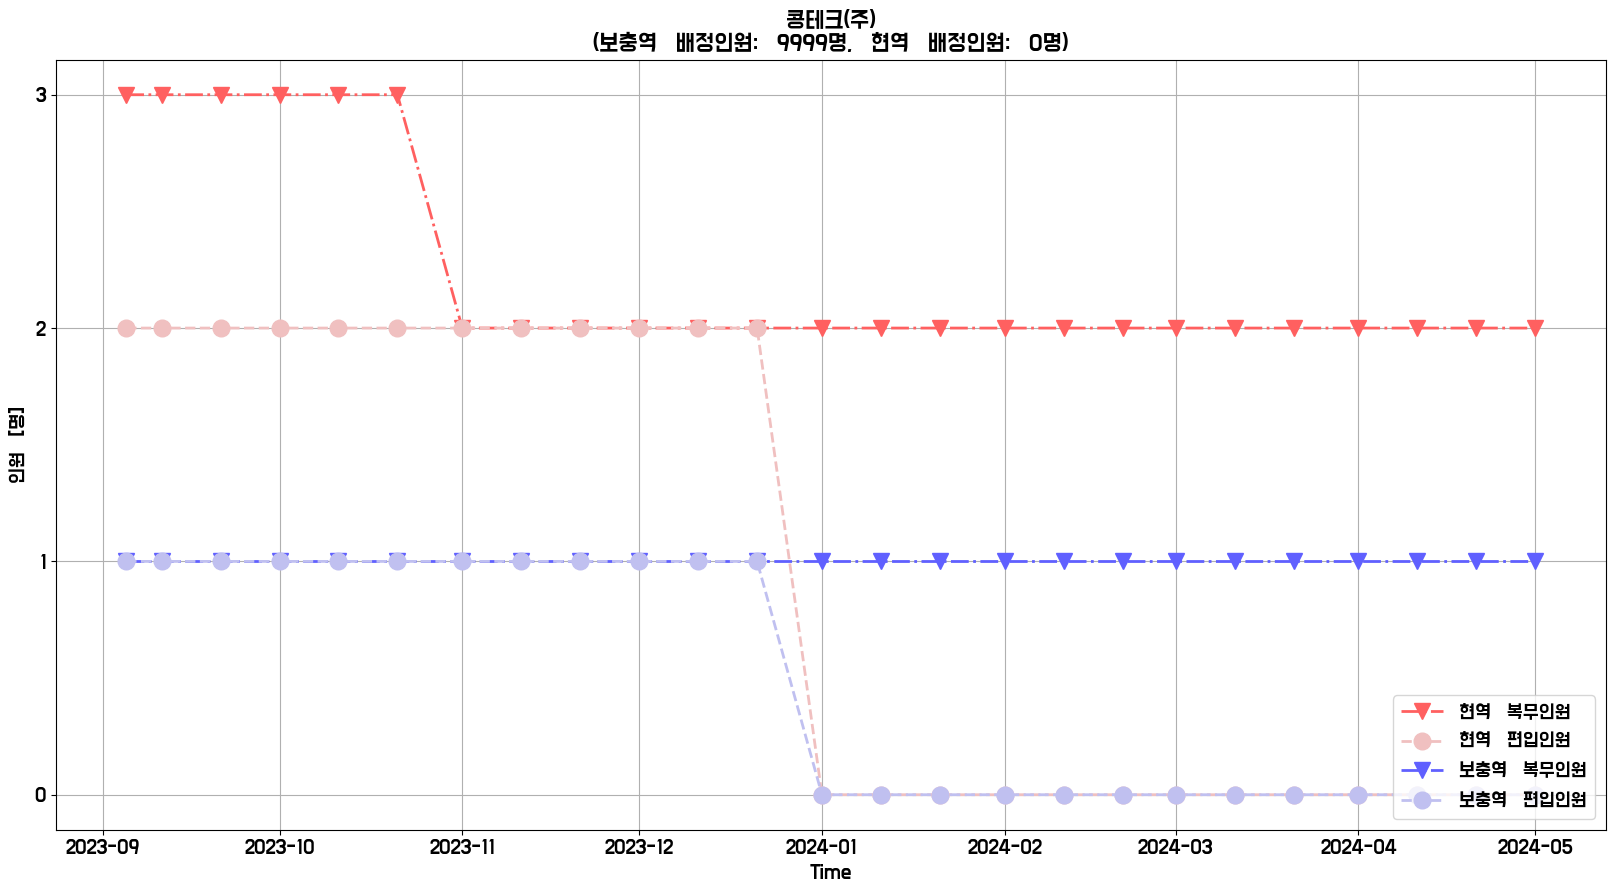 콩테크(주)
(보충역 배정인원: 9999명, 현역 배정인원: 0명)
인원 [명]
3
2
1
0
2023-09 2023-10 2023-11 2023-12 2024-01 2024-02 2024-03 2024-04 2024-05
Time
현역 복무인원
현역 편입인원
보충역 복무인원
보충역 편입인원